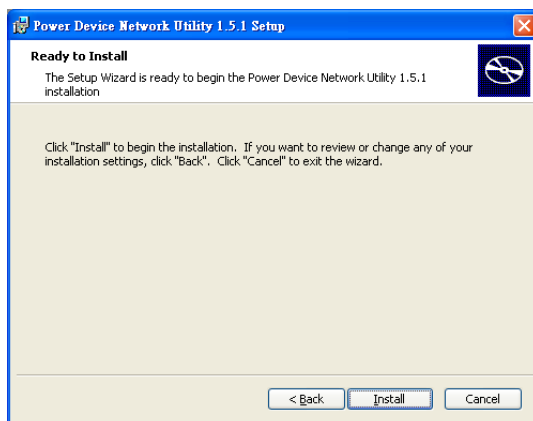 Power Device Network Utility 1.5.1 Setup
Ready to Install
The Setup Wizard is ready to begin the Power Device Network Utility 1.5.1
installation
Click "Install" to begin the installation. If you want to review or change any of your
installation settings, click "Back". Click "Cancel" to exit the wizard.
< Back Install Cancel